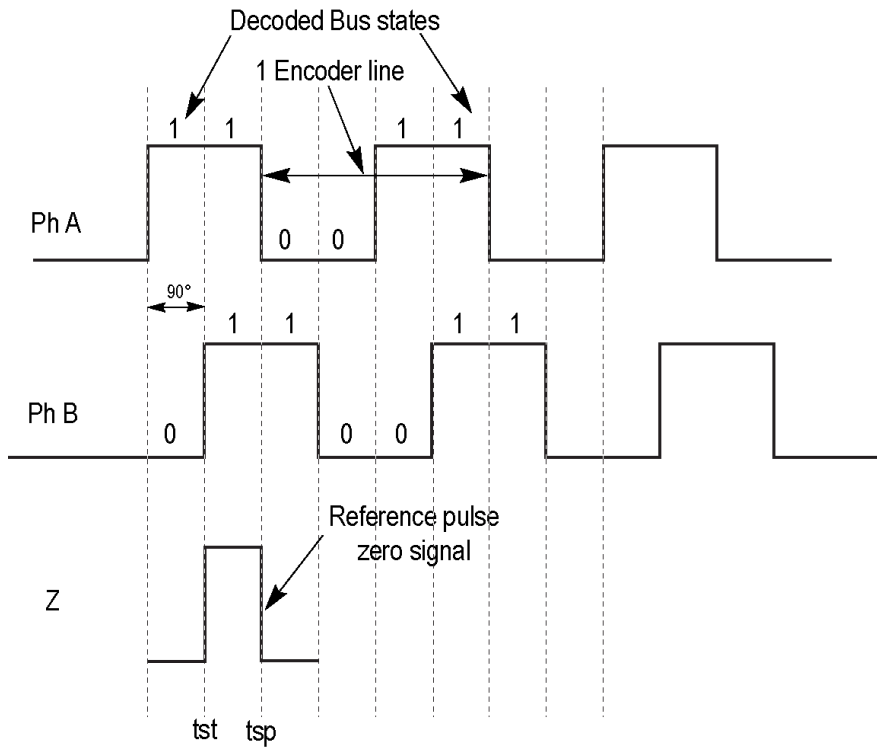 Decoded Bus states
1 Encoder line
1 1 1 1
Ph A
0 0
90°
1 1 1 1
Ph B
0 0 0
Reference pulse
zero signal
Z
tst tsp